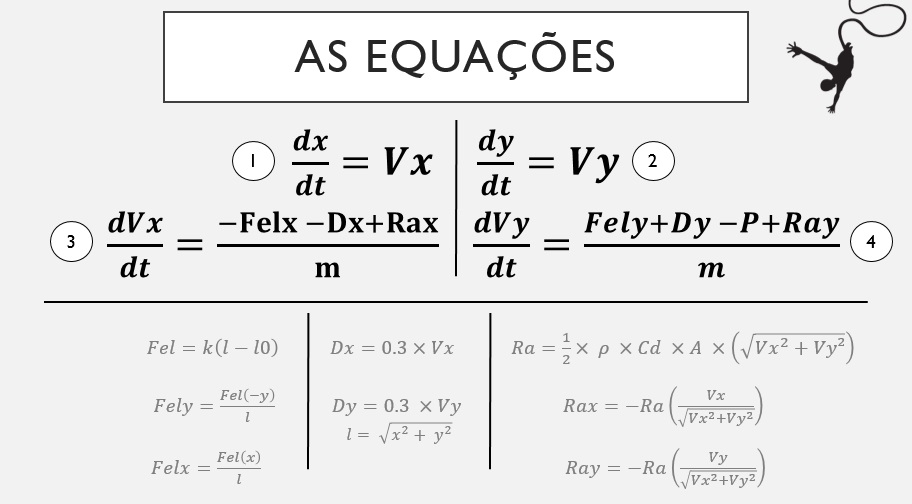 AS EQUAÇÕES
1 dx/dt = Vx
dy/dt = Vy 2
3 dVx/dt = (−Felx −Dx+Rax)/m
dVy/dt = (Fely+Dy −P+Ray)/m 4
Fel = k(l − l0)
Fely = Fel(−y)/l
Felx = Fel(x)/l
Dx = 0.3 × Vx
Dy = 0.3 × Vy
l = √(x² + y²)
Ra = 1/2 × ρ × Cd × A × (√(Vx² + Vy²))
Rax = −Ra (Vx/√(Vx²+Vy²))
Ray = −Ra (Vy/√(Vx²+Vy²))